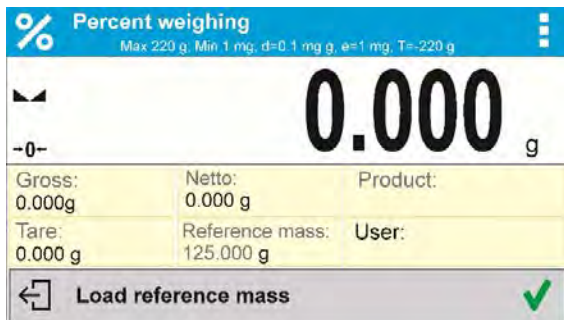 % Percent weighing
Max 220 g, Min 1 mg, d=0.1 mg g, e=1 mg, T=-220 g
0.000 g
→0←
Gross: Netto: Product:
0.000g 0.000 g
Tare: Reference mass: User:
0.000 g 125.000 g
Load reference mass